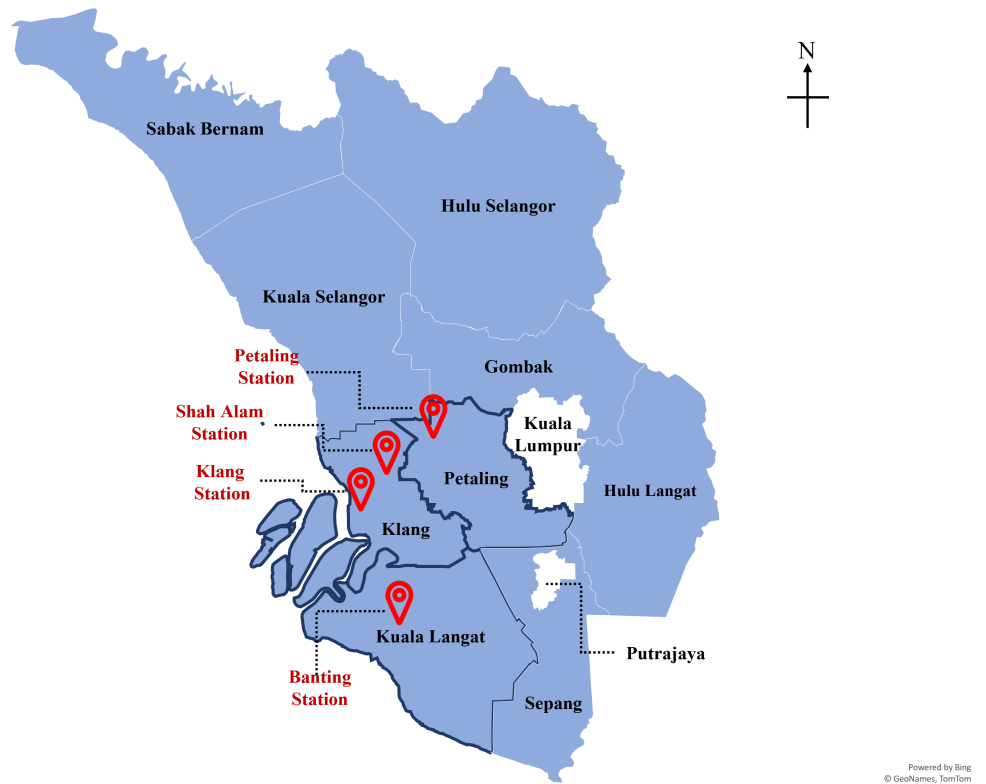 N
Sabak Bernam
Hulu Selangor
Kuala Selangor
Petaling
Station
Gombak
Shah Alam
Station
Kuala
Lumpur
Klang
Station
Petaling
Hulu Langat
Klang
Kuala Langat
Putrajaya
Banting
Station
Sepang
Powered by Bing
© GeoNames, TomTom